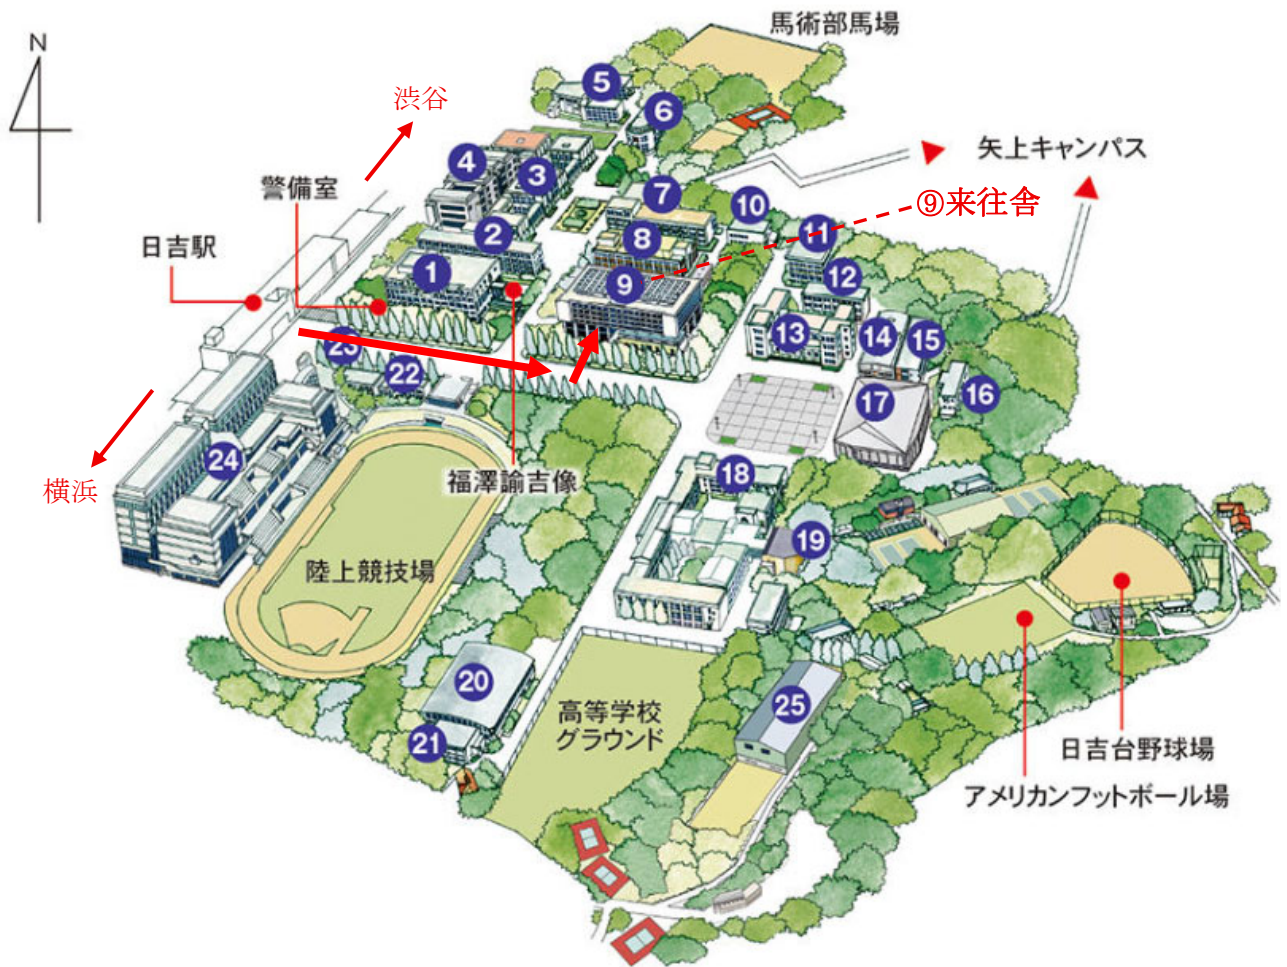 馬術部馬場
N
渋谷
矢上キャンパス
警備室
⑨来往舎
日吉駅
5
6
4
3
7
10
2
8
11
1
9
12
13
14
15
23
22
16
17
24
横浜
18
福澤諭吉像
19
陸上競技場
20
25
高等学校
グラウンド
21
日吉台野球場
アメリカンフットボール場